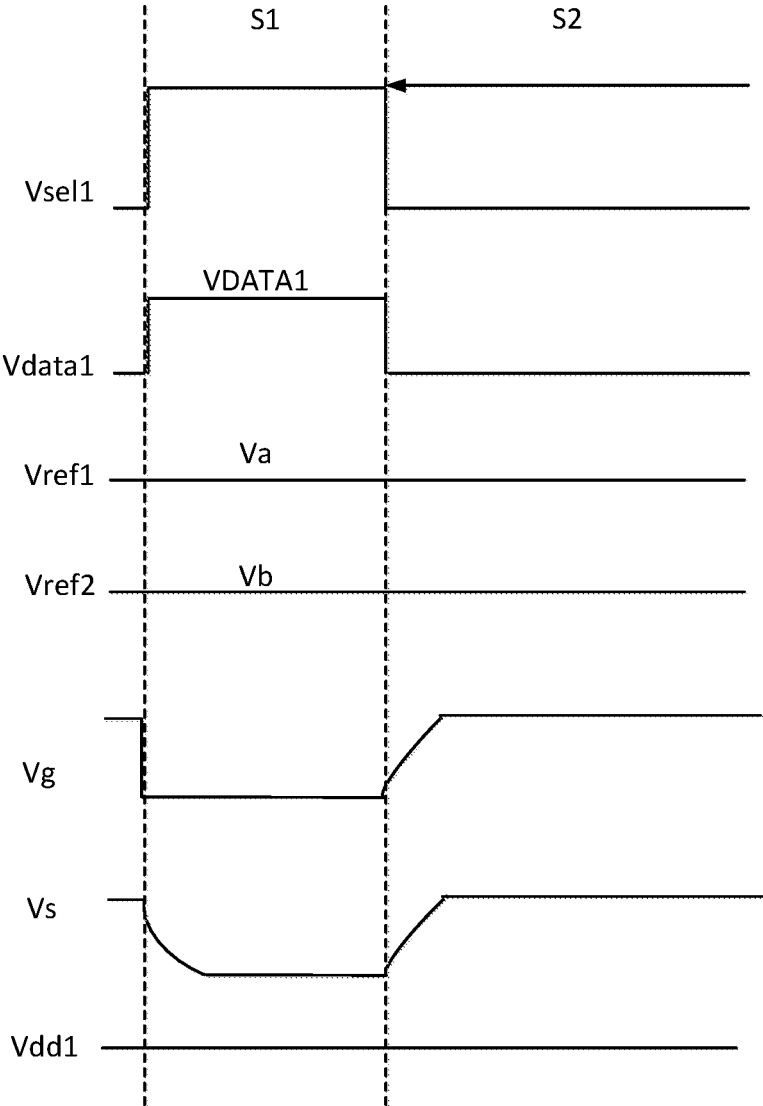 S1
S2
Vsel1
VDATA1
Vdata1
Va
Vref1
Vb
Vref2
Vg
Vs
Vdd1